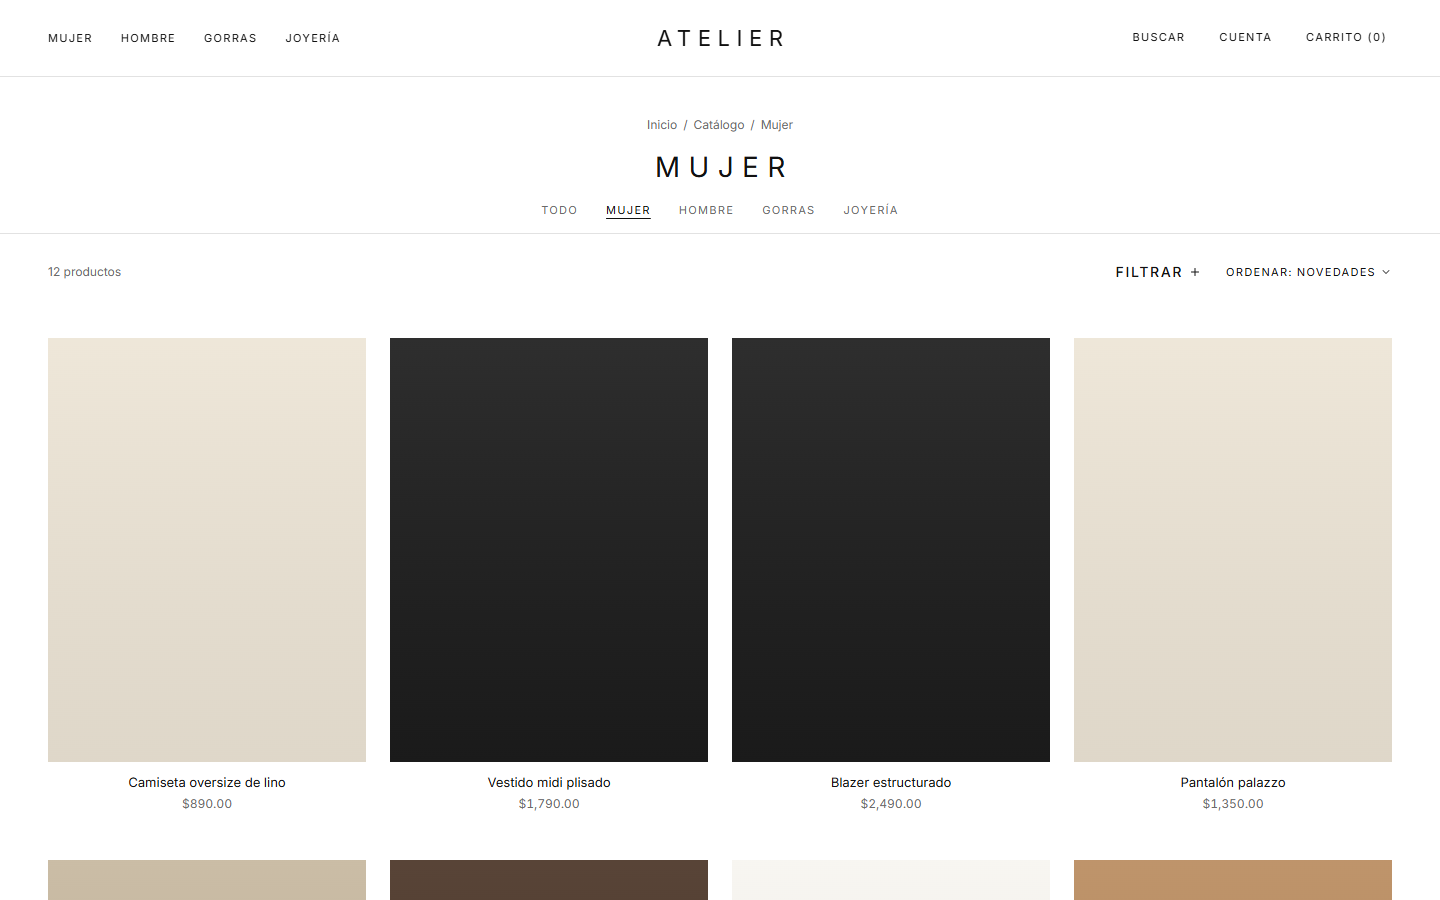 MUJER HOMBRE GORRAS JOYERÍA ATELIER BUSCAR CUENTA CARRITO (0)
Inicio / Catálogo / Mujer
MUJER
TODO MUJER HOMBRE GORRAS JOYERÍA
12 productos FILTRAR + ORDENAR: NOVEDADES
Camiseta oversize de lino
$890.00
Vestido midi plisado
$1,790.00
Blazer estructurado
$2,490.00
Pantalón palazzo
$1,350.00